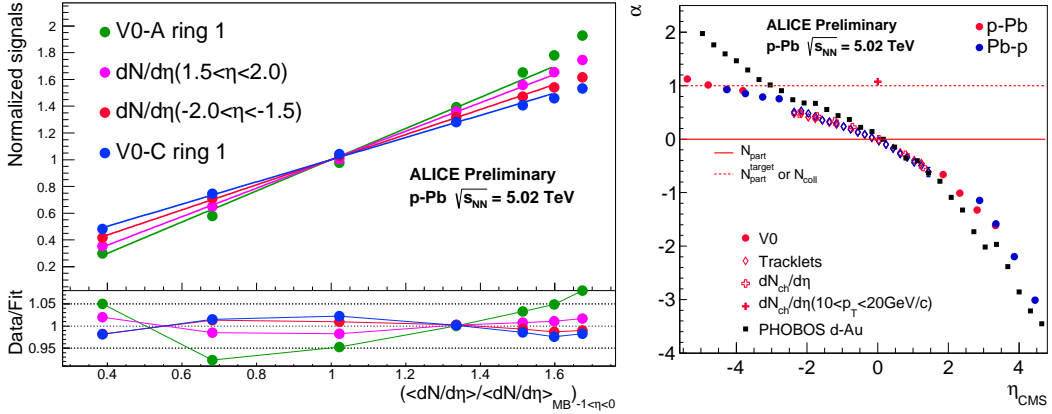 Normalized signals
2
1.8
1.6
1.4
1.2
1
0.8
0.6
0.4
0.2
V0-A ring 1
dN/dη(1.5<η<2.0)
dN/dη(-2.0<η<-1.5)
V0-C ring 1
ALICE Preliminary
p-Pb √sNN = 5.02 TeV
Data/Fit
1.05
1
0.95
0.4 0.6 0.8 1 1.2 1.4 1.6
(<dN/dη>/<dN/dη>MB)-1<η<0
α
2
1
0
-1
-2
-3
-4
ALICE Preliminary
p-Pb √sNN = 5.02 TeV
p-Pb
Pb-p
Npart
Npart target or Ncoll
V0
Tracklets
dNch/dη
dNch/dη(10<pT<20GeV/c)
PHOBOS d-Au
-4 -2 0 2 4
ηCMS